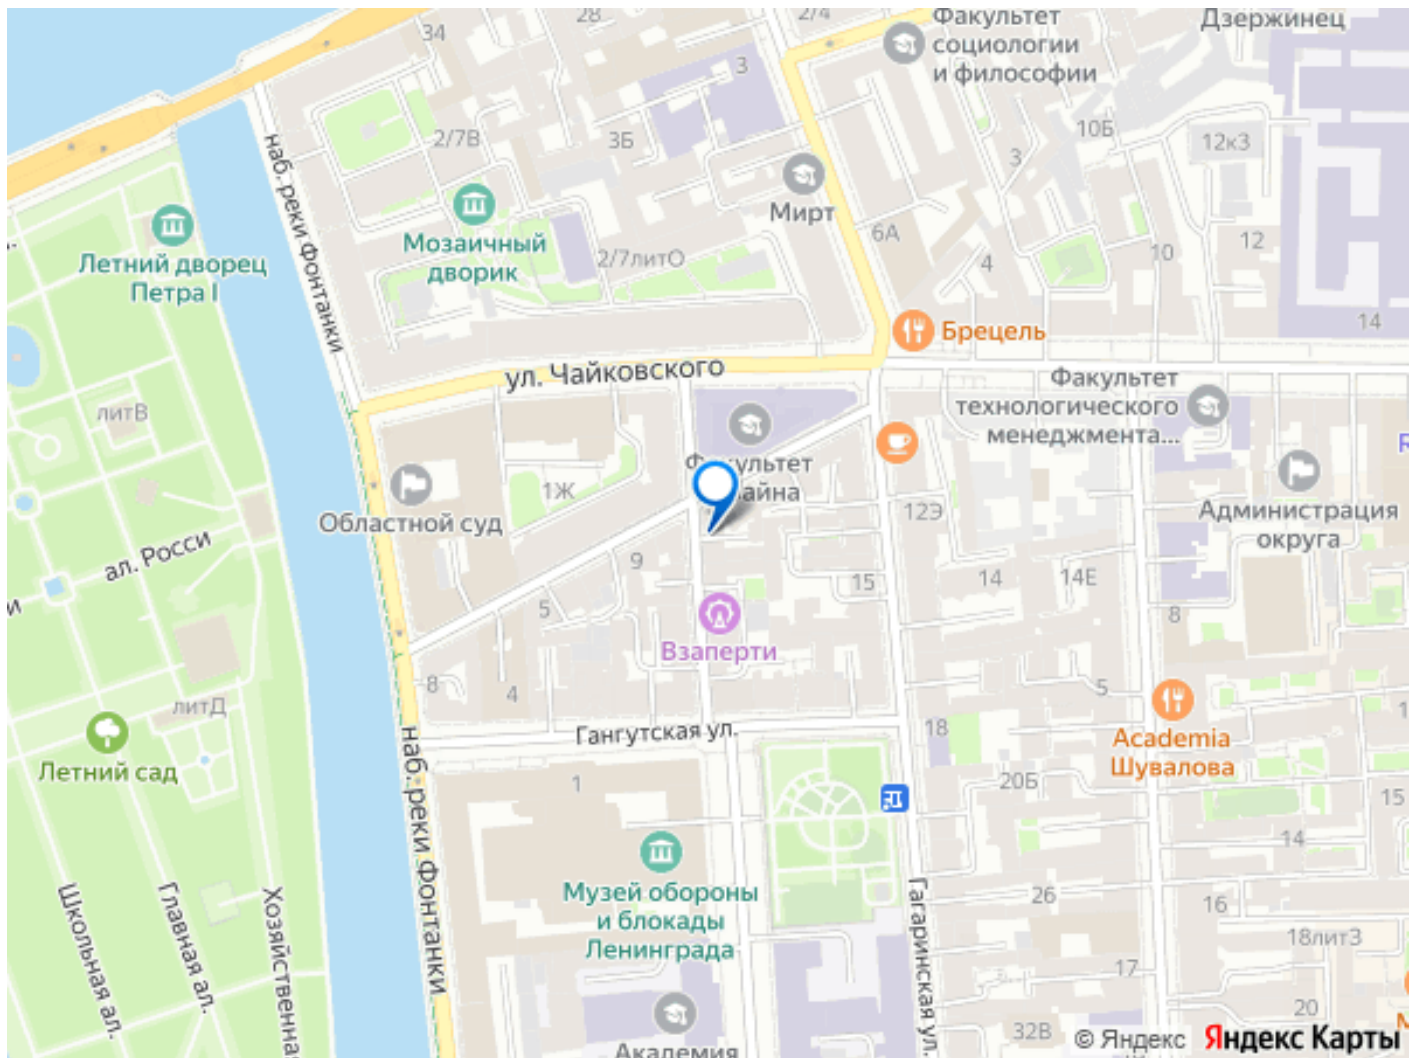 34
28
2/4
Факультет
социологии
и философии
Дзержинец
3
наб. реки фонтанки
2/7В
3Б
10Б
12к3
3
Мирт
Летний дворец
Петра I
Мозаичный
дворик
2/7литО
6А
4
10
12
14
Брецель
ул. Чайковского
Факультет
технологического
менеджмента...
литВ
Факультет
1Ж
Областной суд
12Э
Администрация
округа
ал. Росси
9
15
14
14Е
5
8
Взаперти
8
4
5
литД
Гангутская ул.
18
Academia
Шувалова
Летний сад
наб. реки Фонтанки
1
20Б
15
14
Музей обороны
и блокады
Ленинграда
Школьная ал.
Главная ал.
Хозяйственная
Гагаринская ул.
26
16
18лит3
17
20
32В
Академия
© Яндекс
Яндекс Карты